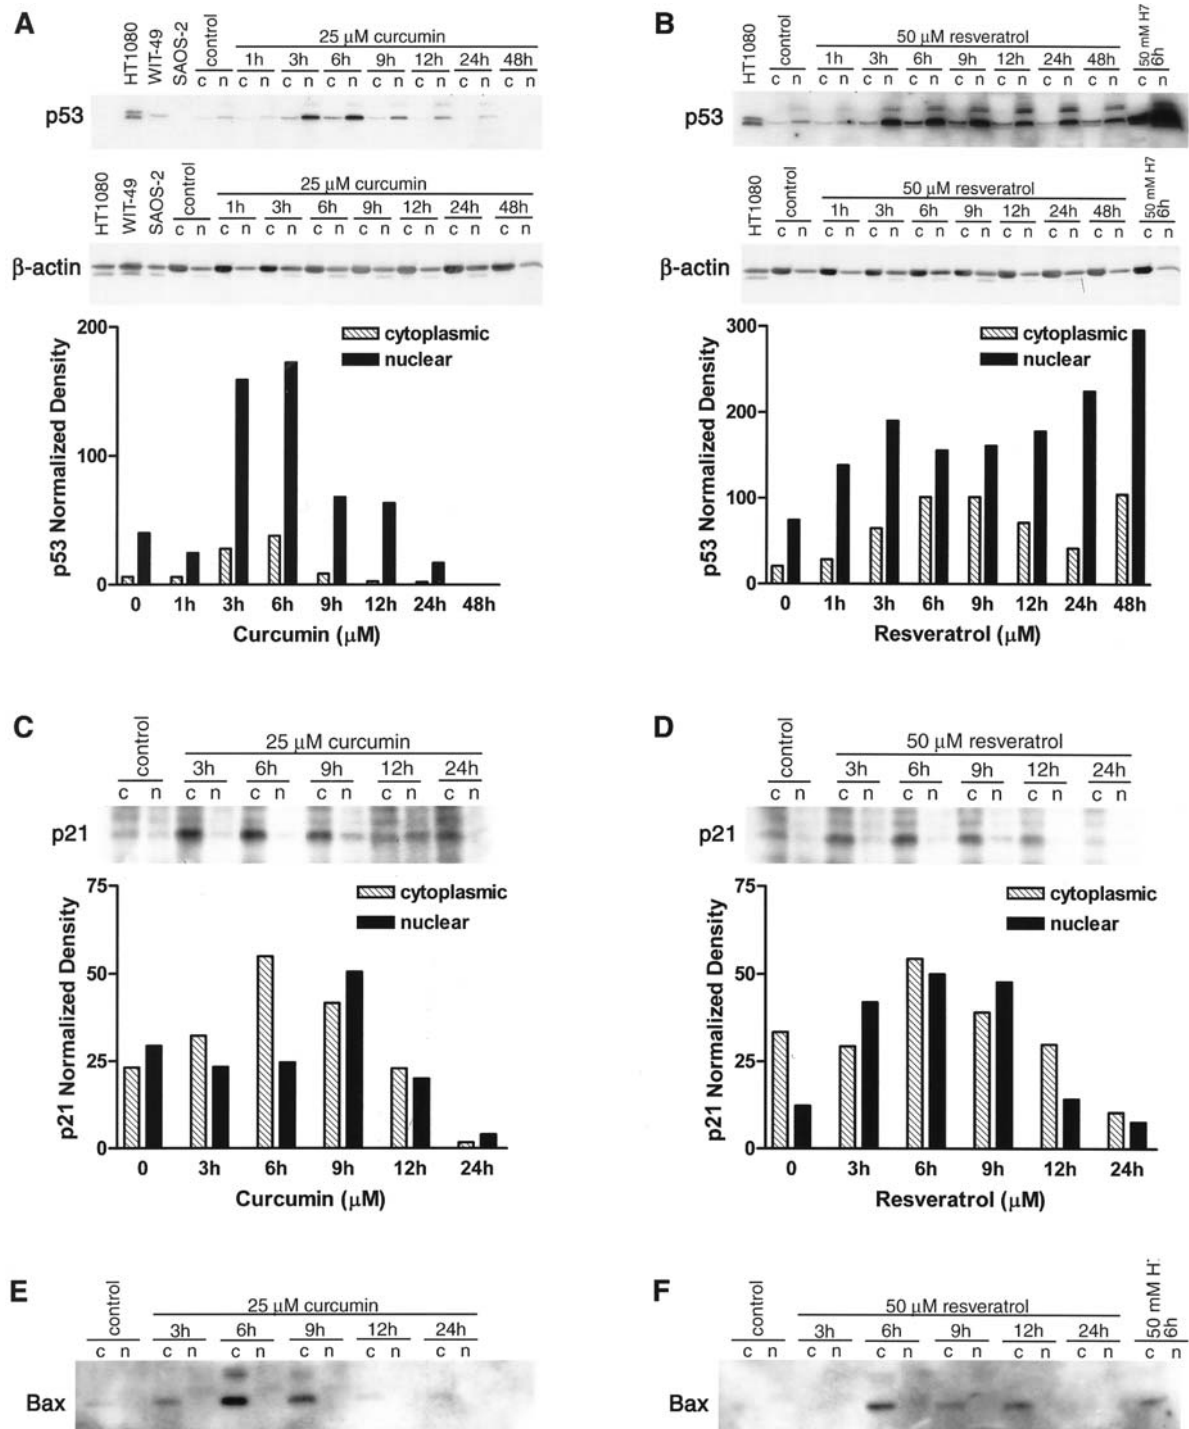 A
HT1080
WIT-49
SAOS-2
control
25 μM curcumin
1h 3h 6h 9h 12h 24h 48h
c n c n c n c n c n c n c n c n
p53
HT1080
WIT-49
SAOS-2
control
25 μM curcumin
1h 3h 6h 9h 12h 24h 48h
c n c n c n c n c n c n c n c n
β-actin
200
100
0
p53 Normalized Density
cytoplasmic
nuclear
0 1h 3h 6h 9h 12h 24h 48h
Curcumin (μM)
B
HT1080
control
50 μM resveratrol
50 mM H7
6h
1h 3h 6h 9h 12h 24h 48h
c n c n c n c n c n c n c n c n c n
p53
HT1080
control
50 μM resveratrol
50 mM H7
6h
1h 3h 6h 9h 12h 24h 48h
c n c n c n c n c n c n c n c n c n
β-actin
300
200
100
0
p53 Normalized Density
cytoplasmic
nuclear
0 1h 3h 6h 9h 12h 24h 48h
Resveratrol (μM)
C
control
25 μM curcumin
3h 6h 9h 12h 24h
c n c n c n c n c n c n
p21
75
50
25
0
p21 Normalized Density
cytoplasmic
nuclear
0 3h 6h 9h 12h 24h
Curcumin (μM)
D
control
50 μM resveratrol
3h 6h 9h 12h 24h
c n c n c n c n c n c n
p21
75
50
25
0
p21 Normalized Density
cytoplasmic
nuclear
0 3h 6h 9h 12h 24h
Resveratrol (μM)
E
control
25 μM curcumin
3h 6h 9h 12h 24h
c n c n c n c n c n c n
Bax
F
control
50 μM resveratrol
50 mM H
6h
3h 6h 9h 12h 24h
c n c n c n c n c n c n c n
Bax